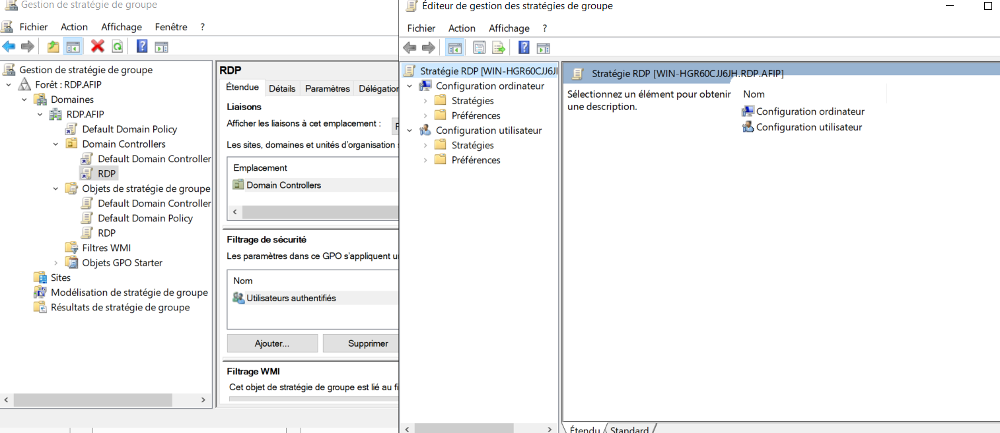 Gestion de stratégie de groupe
Fichier Action Affichage Fenêtre ?
Gestion de stratégie de groupe
Forêt : RDP.AFIP
Domaines
RDP.AFIP
Default Domain Policy
Domain Controllers
Default Domain Controller
RDP
Objets de stratégie de groupe
Default Domain Controller
Default Domain Policy
RDP
Filtres WMI
Objets GPO Starter
Sites
Modélisation de stratégie de groupe
Résultats de stratégie de groupe
RDP
Étendue Détails Paramètres Délégation
Liaisons
Afficher les liaisons à cet emplacement :
Les sites, domaines et unités d'organisation
Emplacement
Domain Controllers
Filtrage de sécurité
Les paramètres dans ce GPO s'appliquent
Nom
Utilisateurs authentifiés
Ajouter... Supprimer
Filtrage WMI
Cet objet de stratégie de groupe est lié au
Éditeur de gestion des stratégies de groupe
Fichier Action Affichage ?
Stratégie RDP [WIN-HGR60CJJ6JI
Configuration ordinateur
Stratégies
Préférences
Configuration utilisateur
Stratégies
Préférences
Stratégie RDP [WIN-HGR60CJJ6JH.RDP.AFIP]
Sélectionnez un élément pour obtenir
une description.
Nom
Configuration ordinateur
Configuration utilisateur
Étendu Standard